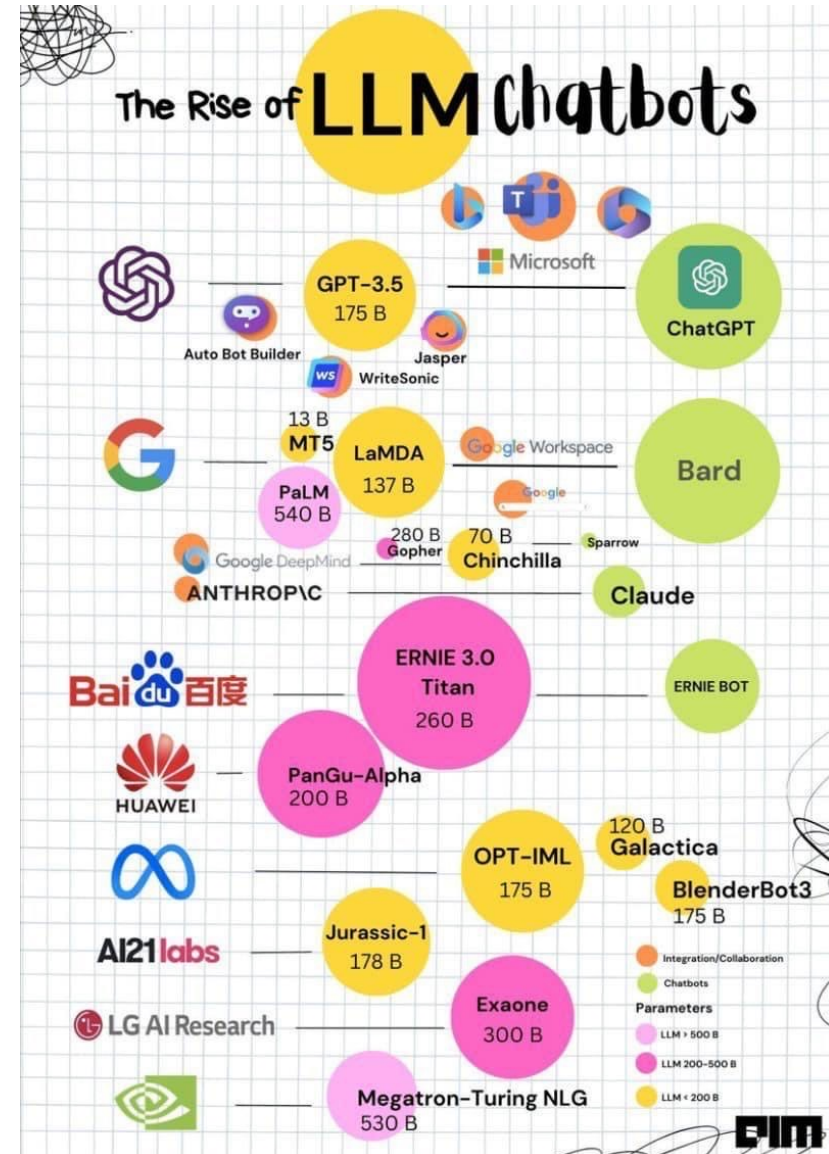 The Rise of LLM Chatbots
T
Microsoft
GPT-3.5
175 B
ChatGPT
Auto Bot Builder
Jasper
WS
WriteSonic
13 B
MT5
LaMDA
137 B
Google Workspace
Bard
PaLM
540 B
Google
280 B
Gopher
70 B
Chinchilla
Sparrow
Google DeepMind
ANTHROP\C
Claude
ERNIE 3.0
Titan
260 B
Baidu百度
ERNIE BOT
HUAWEI
PanGu-Alpha
200 B
OPT-IML
175 B
120 B
Galactica
BlenderBot3
175 B
AI21labs
Jurassic-1
178 B
LG AI Research
Exaone
300 B
Megatron-Turing NLG
530 B
Integration/Collaboration
Chatbots
Parameters
LLM > 500 B
LLM 200-500 B
LLM < 200 B
AIM